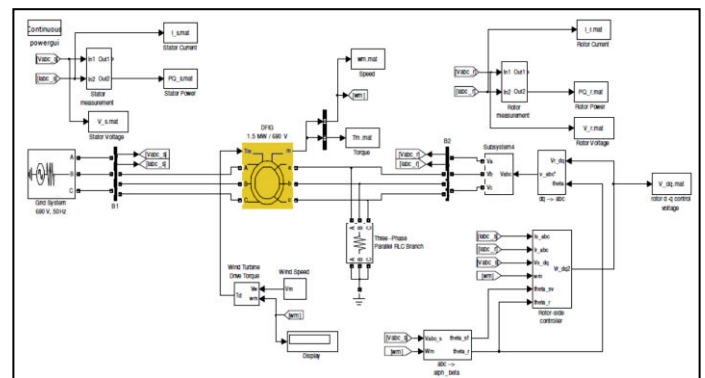 Continuous
powergui
[Vabc_s]
[Iabc_s]
In1 Out1
In2 Out2
Stator
measurement
I_s.mat
Stator Current
PQ_s.mat
Stator Power
V_s.mat
Stator Voltage
wm.mat
Speed
[wm]
Tm.mat
Torque
DFIG
1.5 MW / 690 V
Tm
m
A
B
C
a
b
c
Grid System
690 V, 50Hz
A
B
C
[Vabc_s]
[Iabc_s]
B1
I_r.mat
Rotor Current
[Vabc_r]
[Iabc_r]
In1 Out1
In2 Out2
Rotor
measurement
PQ_r.mat
Rotor Power
V_r.mat
Rotor Voltage
B2
[Vabc_r]
[Iabc_r]
Subsystem4
Va
Vb
Vc
Vabc
Vr_dq
v_abc*
theta
dq -> abc
V_dq.mat
rotor d-q control
voltage
Three-Phase
Parallel RLC Branch
A
B
C
A
B
C
Wind Turbine
Drive Torque
Td
Vw
wm
Wind Speed
Vm
[wm]
Display
[Iabc_s]
[Iabc_r]
[Vabc_s]
[wm]
Is_abc
Ir_abc
Vs_dq
wm
theta_sv
theta_r
Vr_dq2
Rotor-side
controller
[Vabc_s]
[wm]
Vabc_s
Wm
theta_sf
theta_r
abc ->
alph_beta